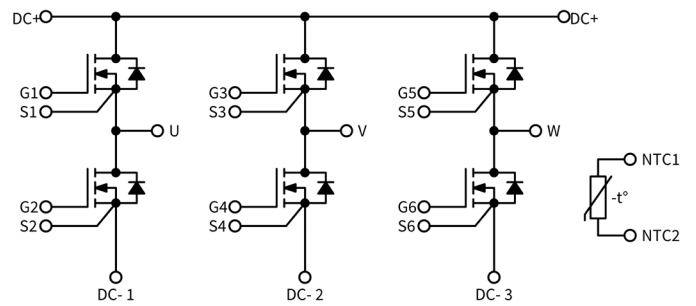 DC+ DC+
G1 G3 G5
S1 S3 S5
U V W
NTC1
G2 G4 G6 -t°
S2 S4 S6
NTC2
DC- 1 DC- 2 DC- 3